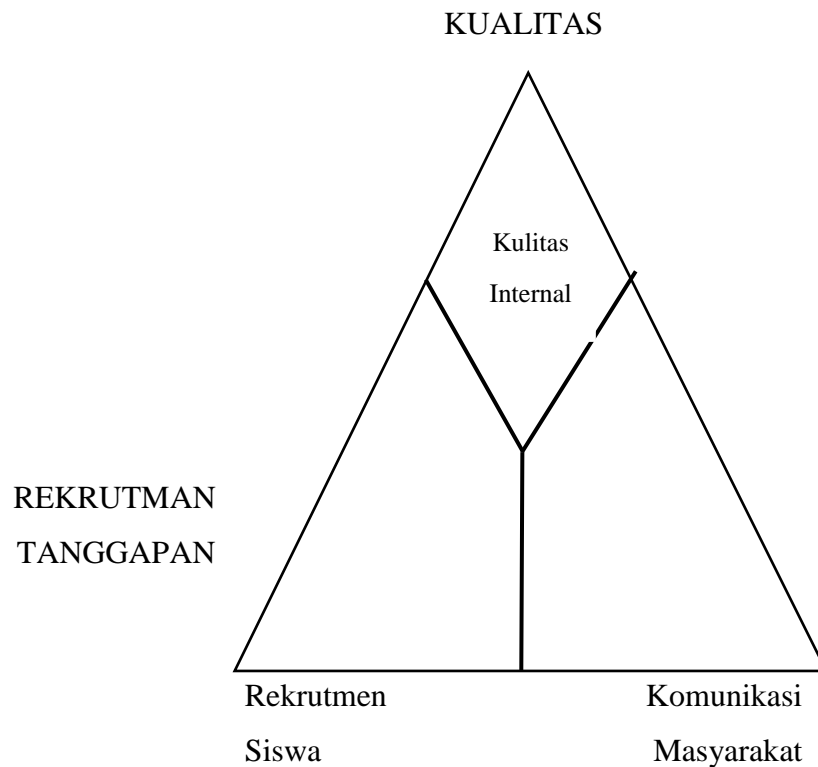 KUALITAS
Kulitas
Internal
REKRUTMAN
TANGGAPAN
Rekrutmen
Komunikasi
Siswa
Masyarakat